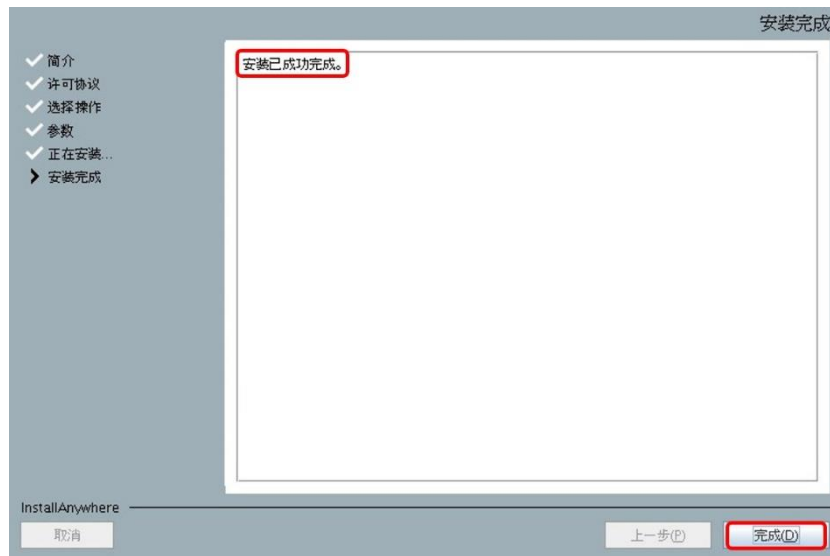 安装完成
简介
许可协议
选择操作
参数
正在安装...
安装完成
安装已成功完成。
InstallAnywhere
取消
上一步(P)
完成(D)